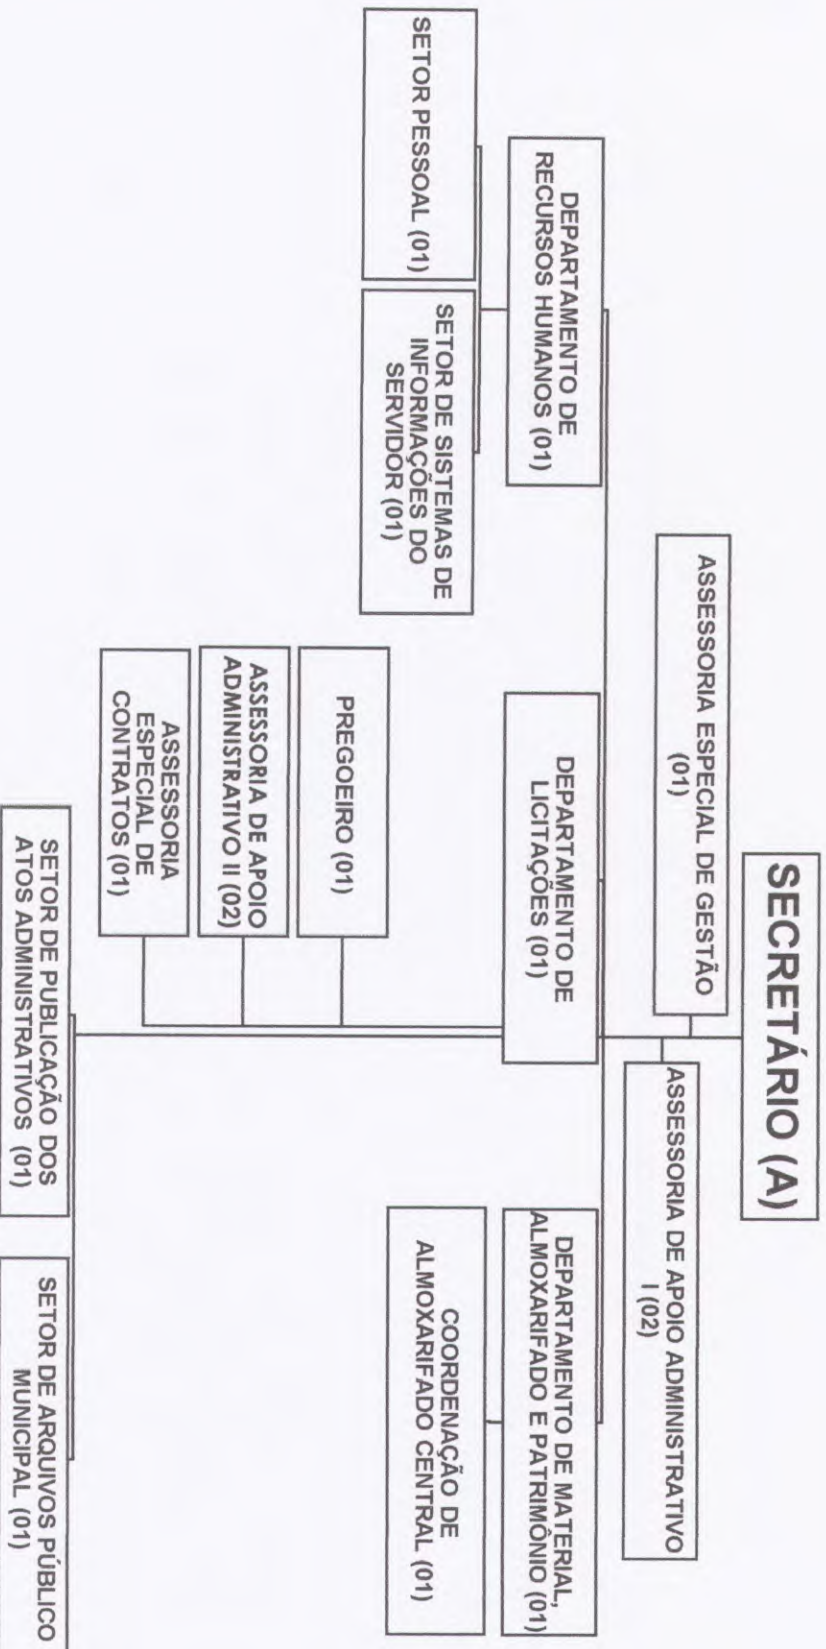 SECRETÁRIO (A)
ASSESSORIA ESPECIAL DE GESTÃO
(01)
ASSESSORIA DE APOIO ADMINISTRATIVO
I (02)
DEPARTAMENTO DE
RECURSOS HUMANOS (01)
DEPARTAMENTO DE
LICITAÇÕES (01)
DEPARTAMENTO DE MATERIAL,
ALMOXARIFADO E PATRIMÔNIO (01)
SETOR PESSOAL (01)
SETOR DE SISTEMAS DE
INFORMAÇÕES DO
SERVIDOR (01)
PREGOEIRO (01)
ASSESSORIA DE APOIO
ADMINISTRATIVO II (02)
ASSESSORIA
ESPECIAL DE
CONTRATOS (01)
COORDENAÇÃO DE
ALMOXARIFADO CENTRAL (01)
SETOR DE PUBLICAÇÃO DOS
ATOS ADMINISTRATIVOS (01)
SETOR DE ARQUIVOS PÚBLICO
MUNICIPAL (01)